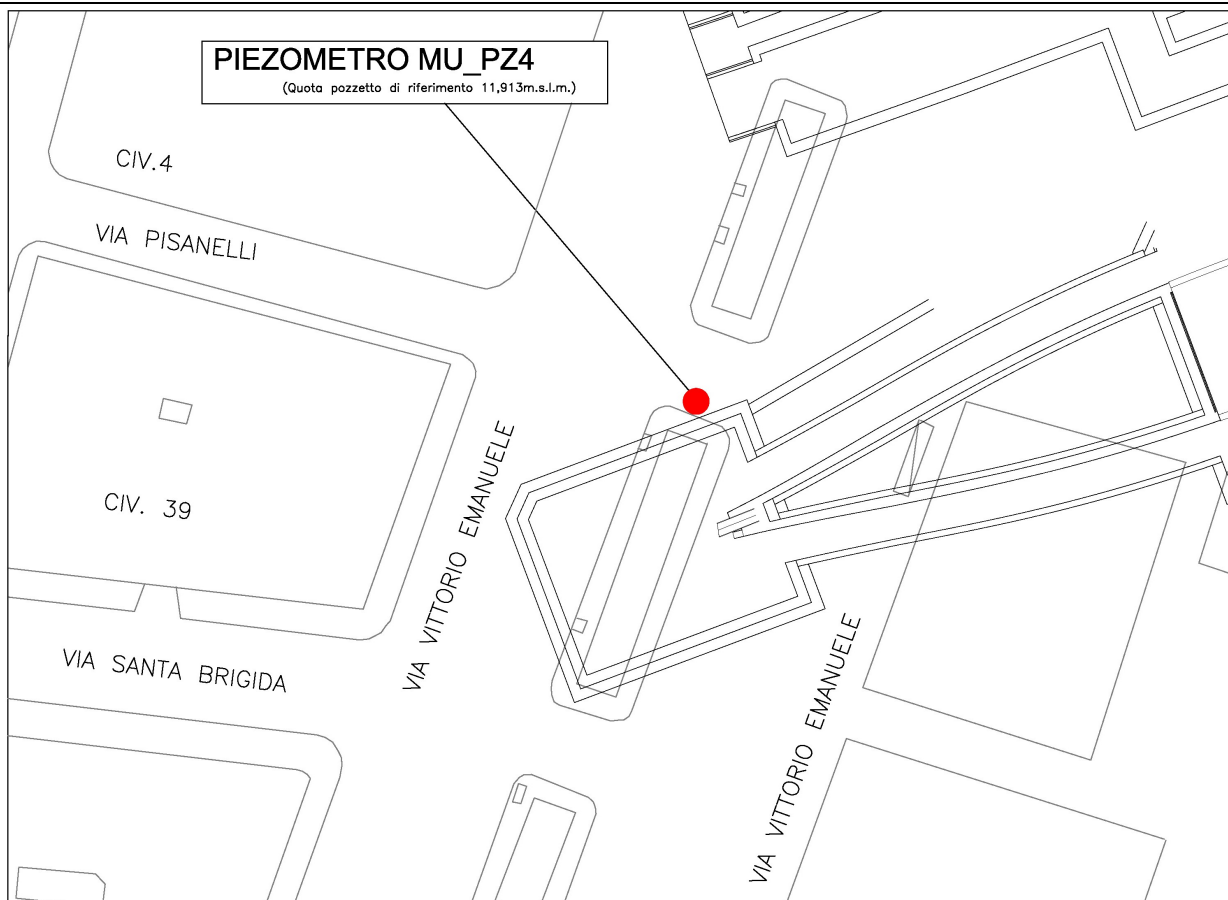 PIEZOMETRO MU_PZ4
(Quota pozzetto di riferimento 11,913m.s.l.m.)
CIV.4
VIA PISANELLI
CIV. 39
VIA VITTORIO EMANUELE
VIA SANTA BRIGIDA
VIA VITTORIO EMANUELE